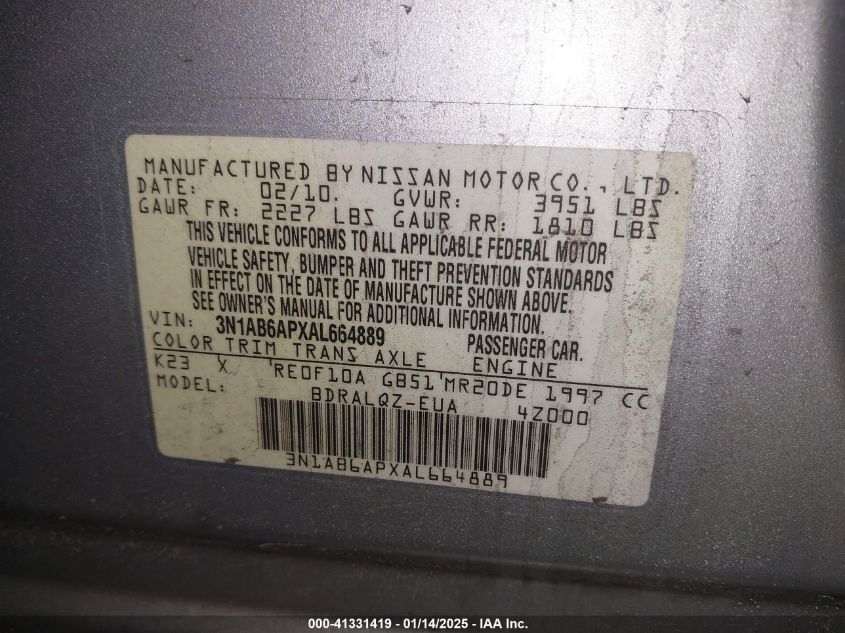 MANUFACTURED BY NISSAN MOTOR CO., LTD.
DATE: 02/10. GVWR: 3951 LBS
GAWR FR: 2227 LBS GAWR RR: 1810 LBS
THIS VEHICLE CONFORMS TO ALL APPLICABLE FEDERAL MOTOR
VEHICLE SAFETY, BUMPER AND THEFT PREVENTION STANDARDS
IN EFFECT ON THE DATE OF MANUFACTURE SHOWN ABOVE.
SEE OWNER'S MANUAL FOR ADDITIONAL INFORMATION.
VIN: 3N1AB6APXAL664889 PASSENGER CAR.
COLOR TRIM TRANS AXLE ENGINE
K23 X RE0F10A GB51 MR20DE 1997 CC
MODEL: BDRALQZ-EUA 4Z000
3N1AB6APXAL664889
000-41331419 - 01/14/2025 - IAA Inc.